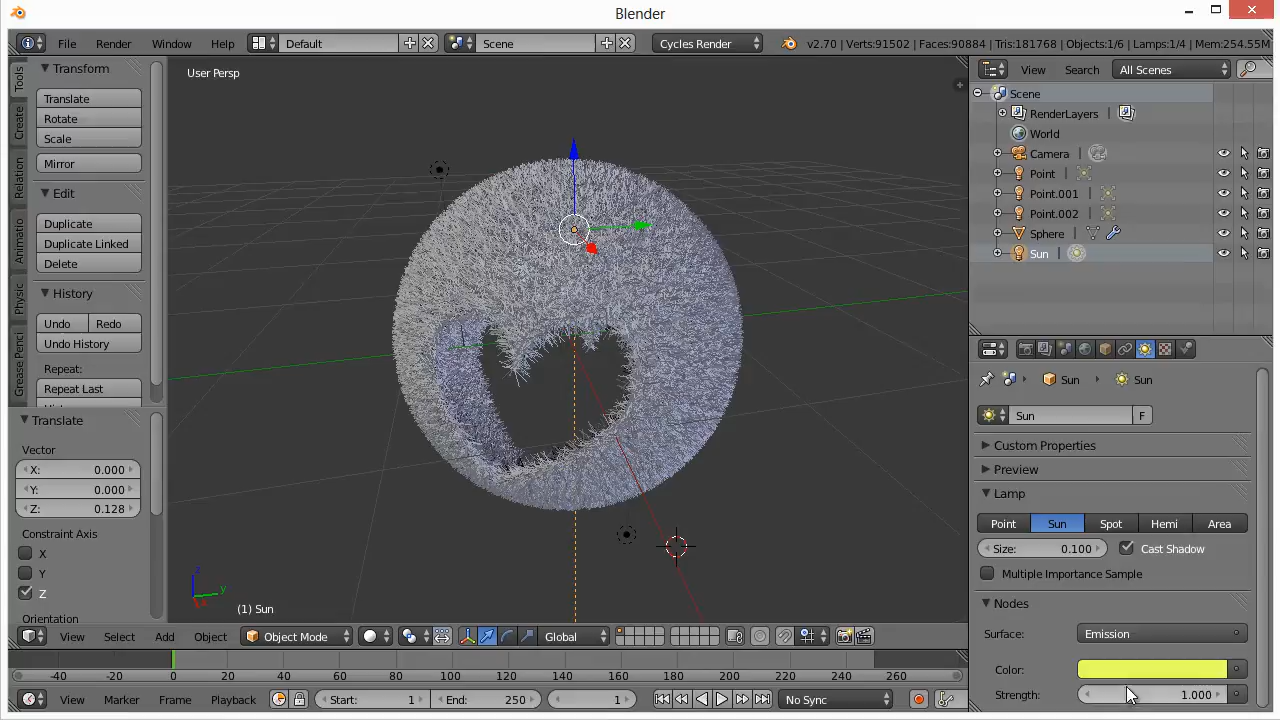 Blender
File Render Window Help Default Scene Cycles Render v2.70 | Verts:91502 | Faces:90884 | Tris:181768 | Objects:1/6 | Lamps:1/4 | Mem:254.55M
Tools
Create
Relation
Animatio
Physic
Grease Penci
Transform
Translate
Rotate
Scale
Mirror
Edit
Duplicate
Duplicate Linked
Delete
History
Undo Redo
Undo History
Repeat:
Repeat Last
Translate
Vector
X: 0.000
Y: 0.000
Z: 0.128
Constraint Axis
X
Y
Z
Orientation
User Persp
z
y
x
(1) Sun
View Select Add Object Object Mode Global
-40 -20 0 20 40 60 80 100 120 140 160 180 200 220 240 260
View Marker Frame Playback Start: 1 End: 250 1 No Sync
View Search All Scenes
Scene
RenderLayers |
World
Camera |
Point |
Point.001 |
Point.002 |
Sphere |
Sun |
Sun Sun
Sun F
Custom Properties
Preview
Lamp
Point Sun Spot Hemi Area
Size: 0.100 Cast Shadow
Multiple Importance Sample
Nodes
Surface: Emission
Color:
Strength: 1.000